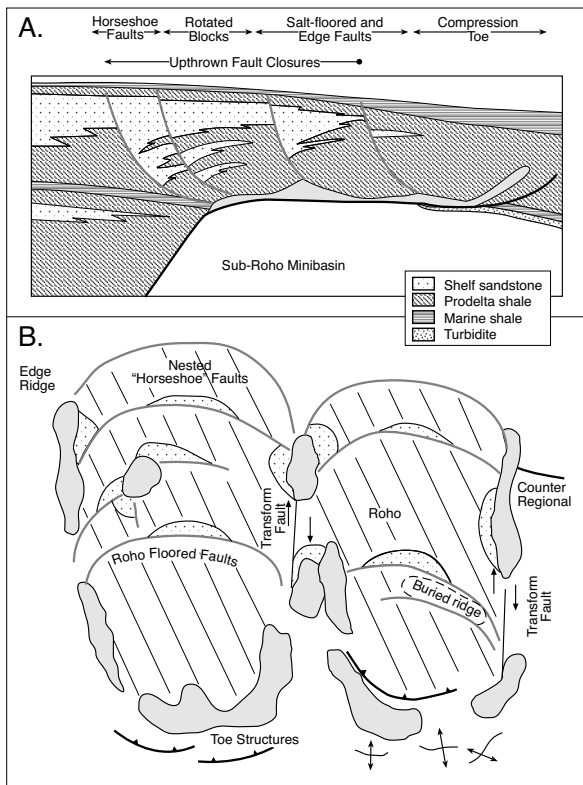 A.
Horseshoe
Faults
Rotated
Blocks
Salt-floored and
Edge Faults
Compression
Toe
Upthrown Fault Closures
Sub-Roho Minibasin
Shelf sandstone
Prodelta shale
Marine shale
Turbidite
B.
Edge
Ridge
Nested
“Horseshoe” Faults
Counter
Regional
Transform
Fault
Roho
Roho Floored Faults
Buried ridge
Transform
Fault
Toe Structures